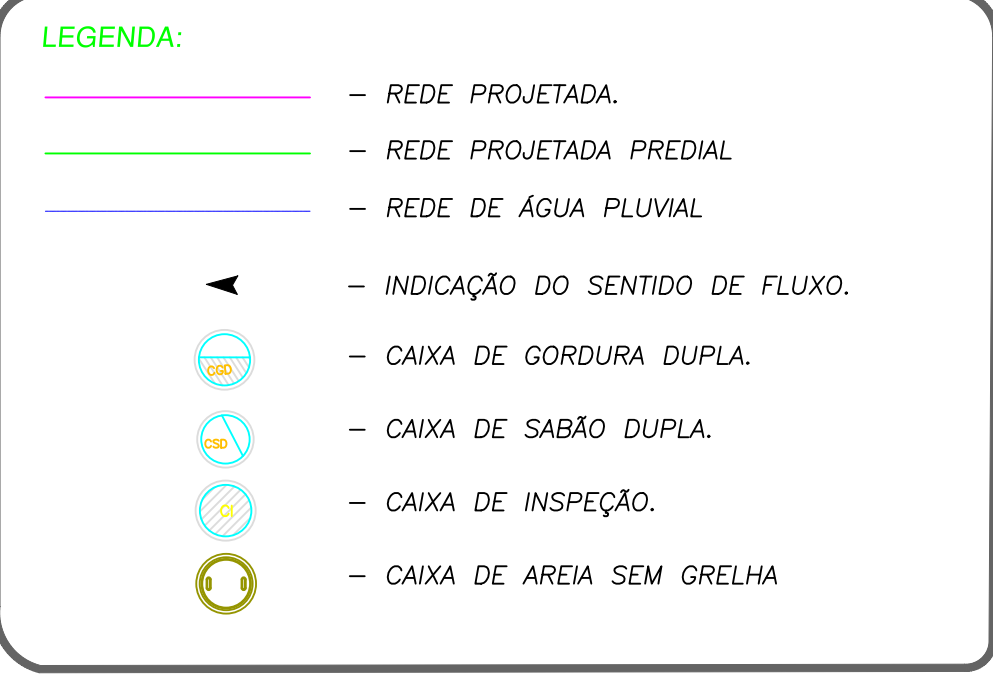 LEGENDA:
— REDE PROJETADA.
— REDE PROJETADA PREDIAL
— REDE DE ÁGUA PLUVIAL
— INDICAÇÃO DO SENTIDO DE FLUXO.
CGD — CAIXA DE GORDURA DUPLA.
CSD — CAIXA DE SABÃO DUPLA.
CI — CAIXA DE INSPEÇÃO.
— CAIXA DE AREIA SEM GRELHA